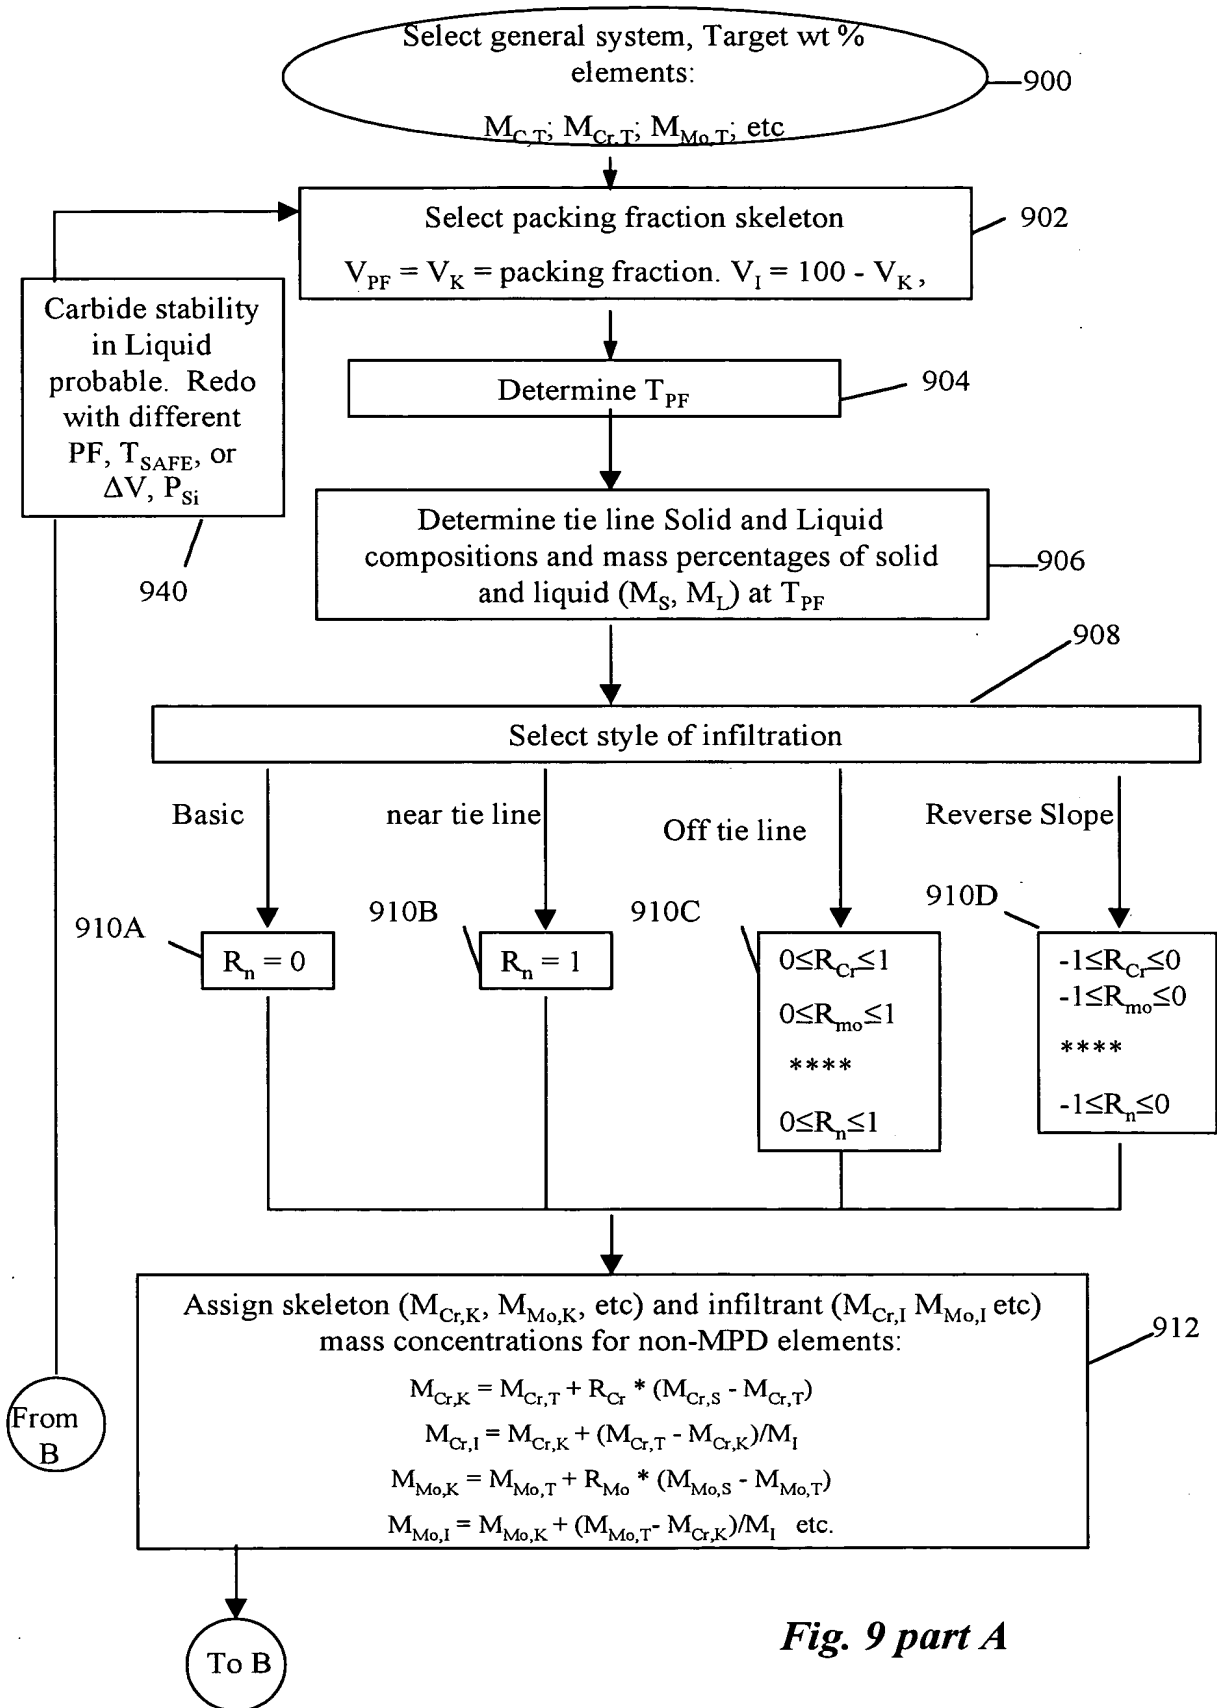 Select general system, Target wt %
elements:
M_C,T; M_Cr,T; M_Mo,T; etc
900
Select packing fraction skeleton
V_PF = V_K = packing fraction. V_I = 100 - V_K ,
902
Carbide stability
in Liquid
probable. Redo
with different
PF, T_SAFE, or
ΔV, P_Si
940
Determine T_PF
904
Determine tie line Solid and Liquid
compositions and mass percentages of solid
and liquid (M_S, M_L) at T_PF
906
908
Select style of infiltration
Basic
near tie line
Off tie line
Reverse Slope
910A
910B
910C
910D
R_n = 0
R_n = 1
0≤R_Cr≤1
0≤R_mo≤1
****
0≤R_n≤1
-1≤R_Cr≤0
-1≤R_mo≤0
****
-1≤R_n≤0
Assign skeleton (M_Cr,K, M_Mo,K, etc) and infiltrant (M_Cr,I M_Mo,I etc)
mass concentrations for non-MPD elements:
M_Cr,K = M_Cr,T + R_Cr * (M_Cr,S - M_Cr,T)
M_Cr,I = M_Cr,K + (M_Cr,T - M_Cr,K)/M_I
M_Mo,K = M_Mo,T + R_Mo * (M_Mo,S - M_Mo,T)
M_Mo,I = M_Mo,K + (M_Mo,T- M_Cr,K)/M_I etc.
912
From
B
To B
Fig. 9 part A